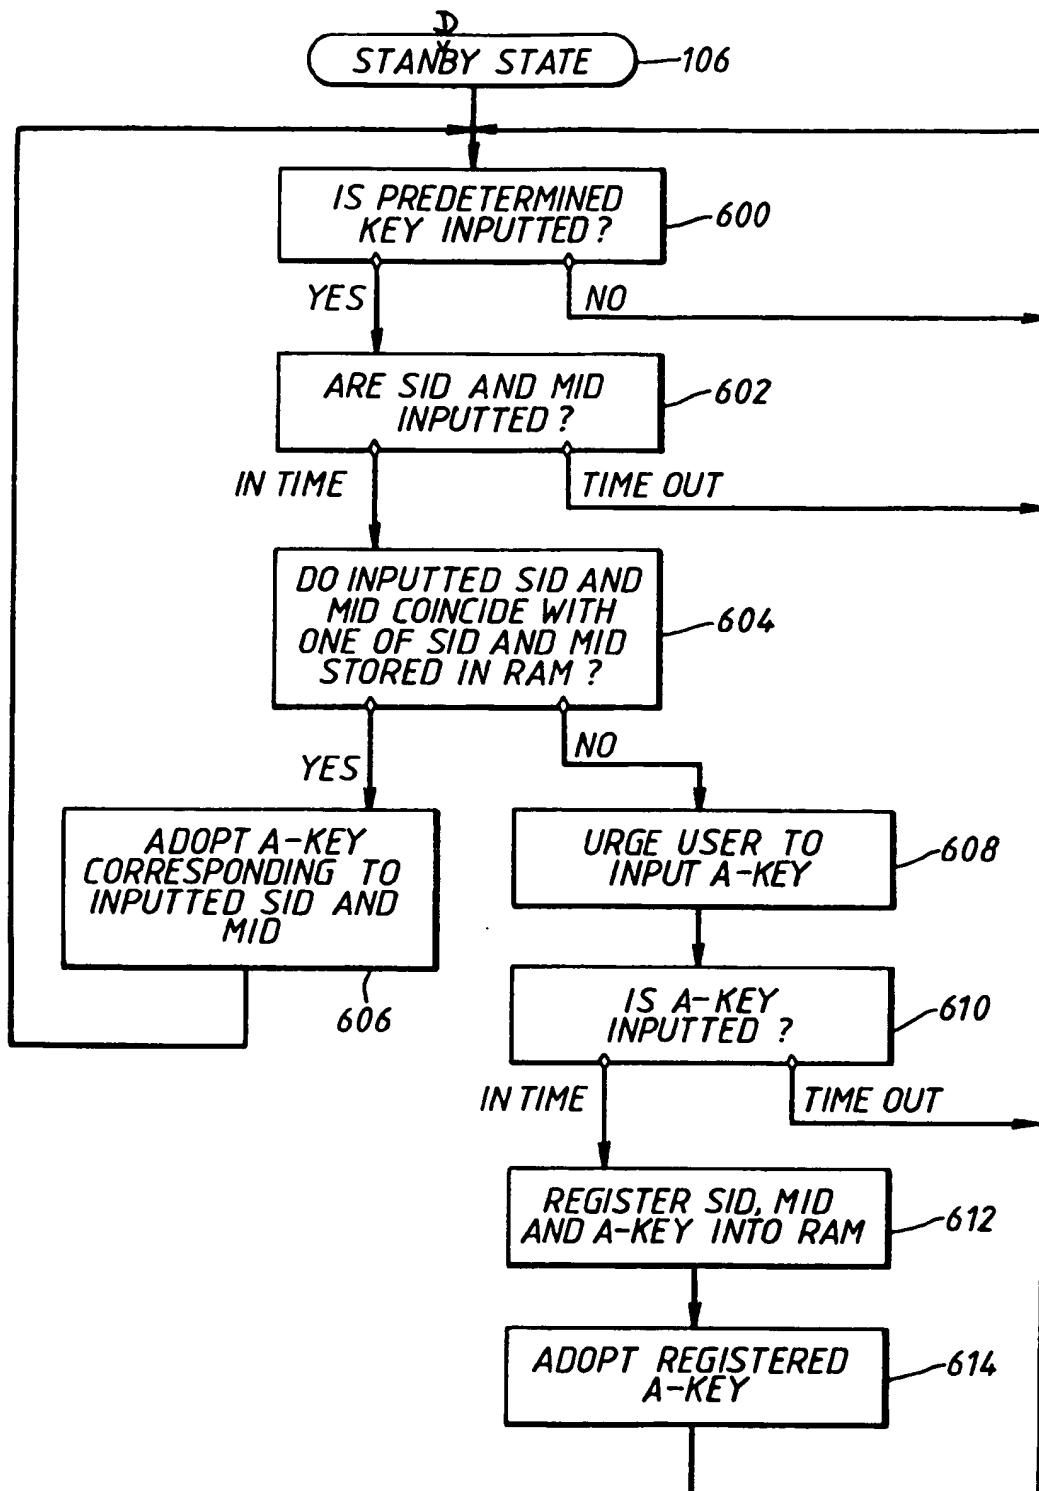 D
STANBY STATE
106
IS PREDETERMINED
KEY INPUTTED?
600
YES
NO
ARE SID AND MID
INPUTTED?
602
IN TIME
TIME OUT
DO INPUTTED SID AND
MID COINCIDE WITH
ONE OF SID AND MID
STORED IN RAM?
604
YES
NO
ADOPT A-KEY
CORRESPONDING TO
INPUTTED SID AND
MID
606
URGE USER TO
INPUT A-KEY
608
IS A-KEY
INPUTTED?
610
IN TIME
TIME OUT
REGISTER SID, MID
AND A-KEY INTO RAM
612
ADOPT REGISTERED
A-KEY
614